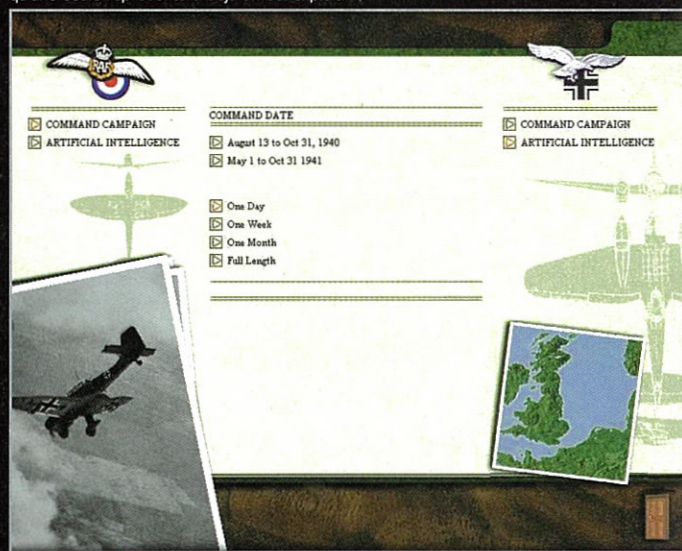 RAF
COMMAND CAMPAIGN
ARTIFICIAL INTELLIGENCE
COMMAND DATE
August 13 to Oct 31, 1940
May 1 to Oct 31 1941
One Day
One Week
One Month
Full Length
COMMAND CAMPAIGN
ARTIFICIAL INTELLIGENCE